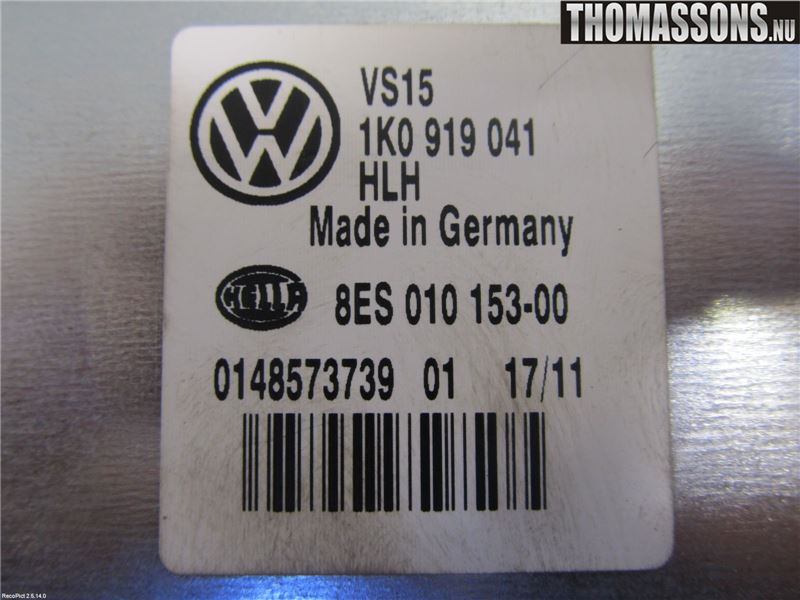 THOMASSONS.NU
VS15
1K0 919 041
HLH
Made in Germany
HELLA
8ES 010 153-00
0148573739 01 17/11
RecoPict 2.5.14.0